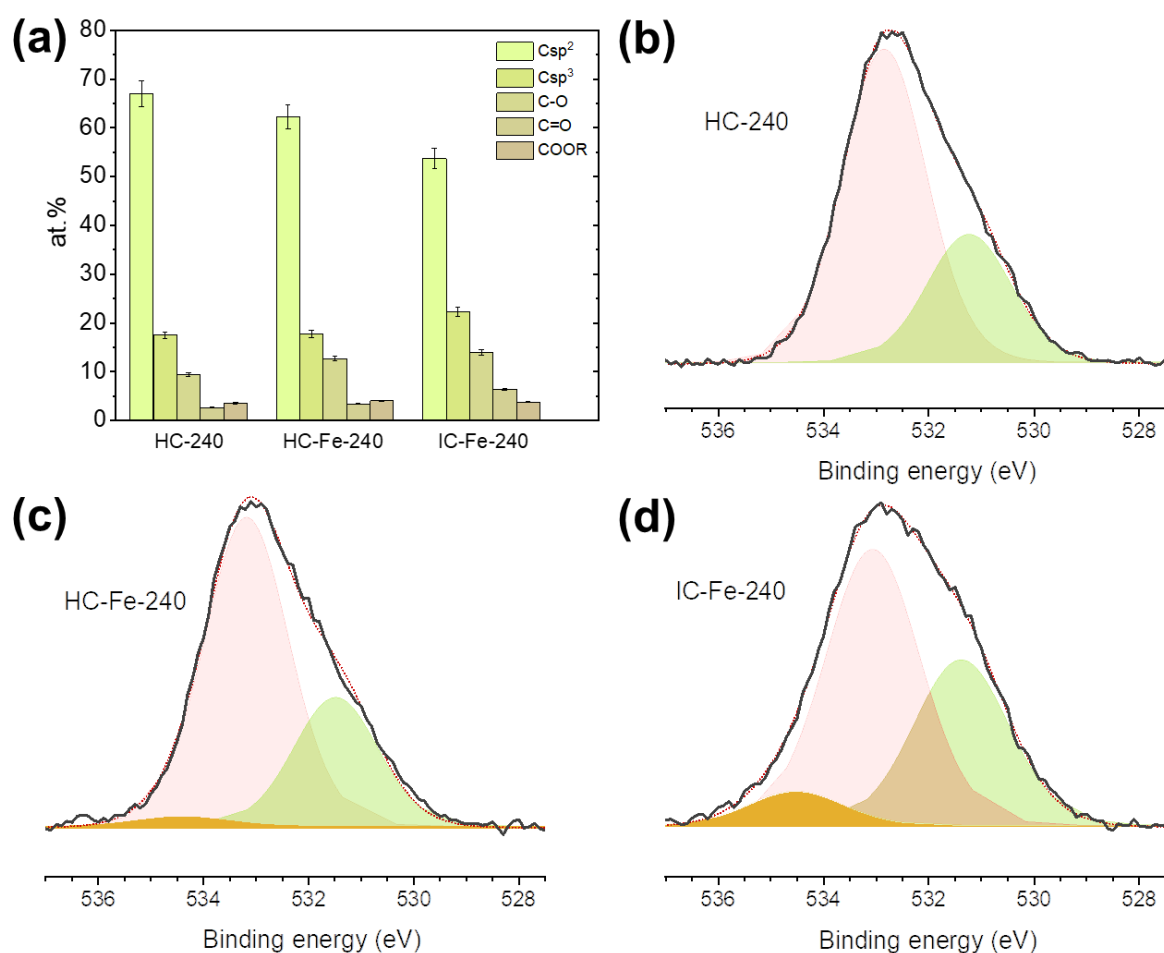 (a)
80
70
60
50
40
30
20
10
0
at.%
Csp²
Csp³
C-O
C=O
COOR
HC-240 HC-Fe-240 IC-Fe-240
(b)
HC-240
536 534 532 530 528
Binding energy (eV)
(c)
HC-Fe-240
536 534 532 530 528
Binding energy (eV)
(d)
IC-Fe-240
536 534 532 530 528
Binding energy (eV)